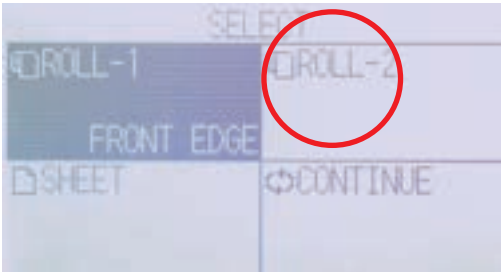 SELECT
ROLL-1
ROLL-2
FRONT EDGE
SHEET
CONTINUE